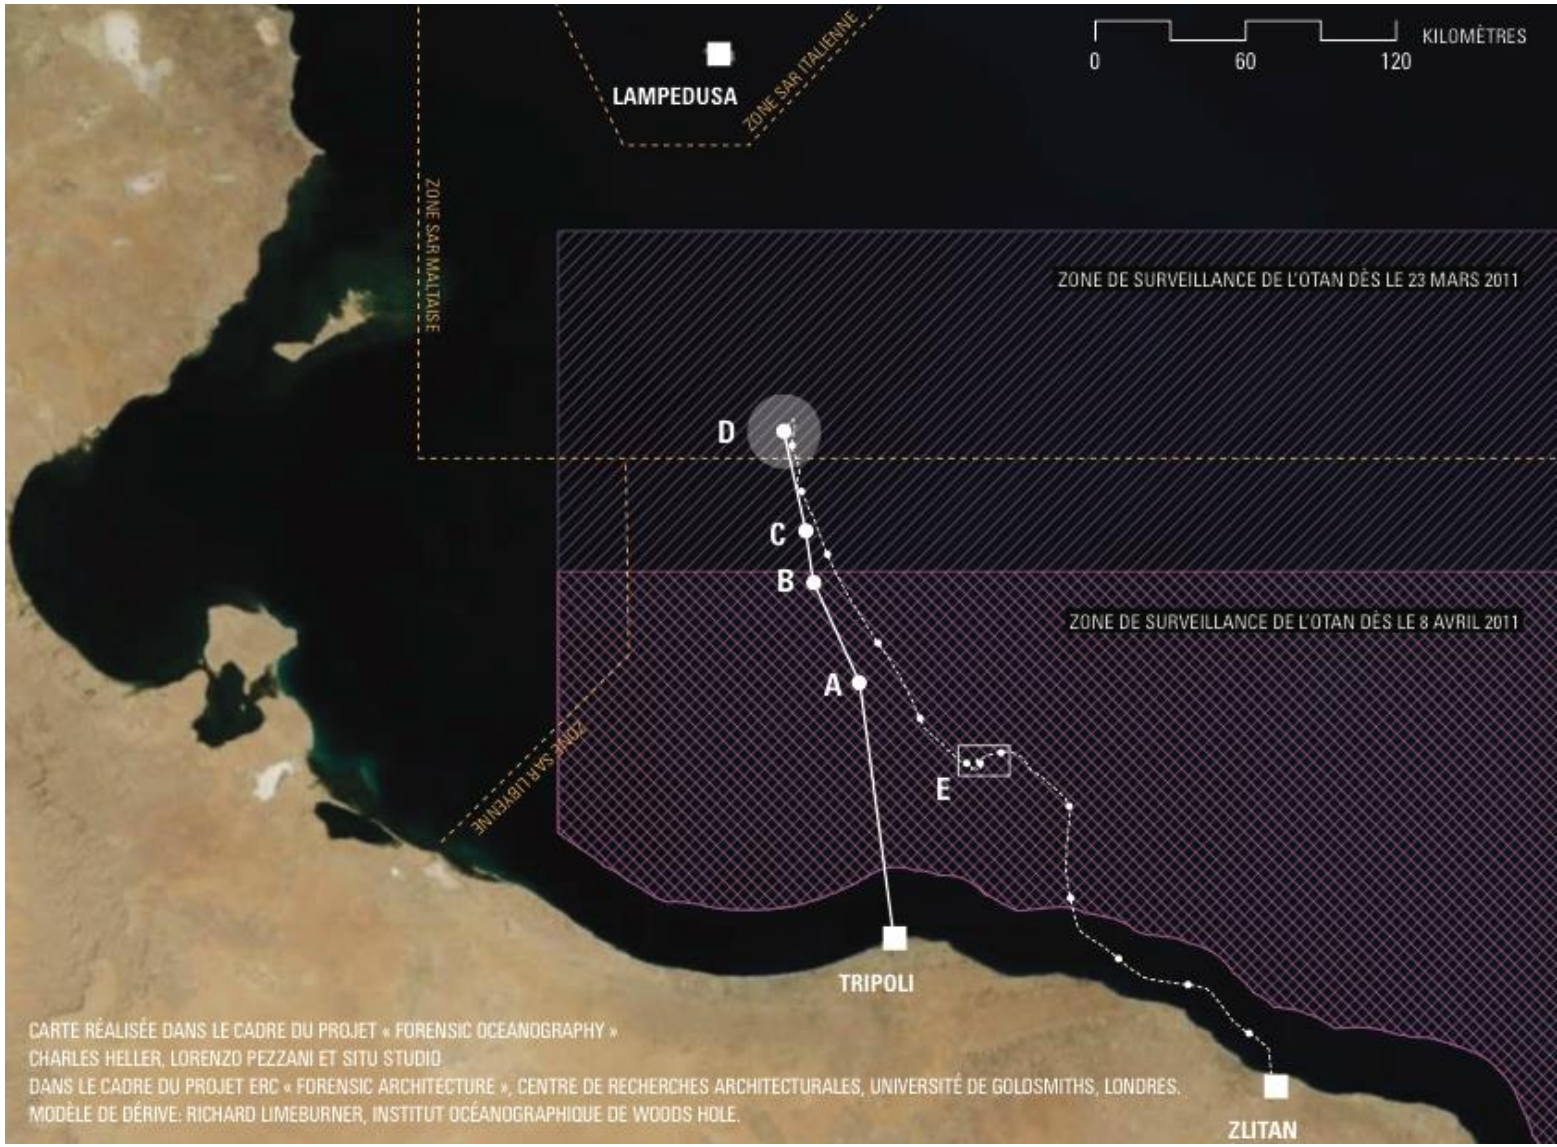 KILOMÈTRES
0 60 120
LAMPEDUSA
ZONE SAR ITALIENNE
ZONE SAR MALTAISE
ZONE DE SURVEILLANCE DE L'OTAN DÈS LE 23 MARS 2011
D
C
B
ZONE DE SURVEILLANCE DE L'OTAN DÈS LE 8 AVRIL 2011
A
ZONE SAR LIBYENNE
E
TRIPOLI
CARTE RÉALISÉE DANS LE CADRE DU PROJET « FORENSIC OCEANOGRAPHY »
CHARLES HELLER, LORENZO PEZZANI ET SITU STUDIO
DANS LE CADRE DU PROJET ERC « FORENSIC ARCHITECTURE », CENTRE DE RECHERCHES ARCHITECTURALES, UNIVERSITÉ DE GOLDSMITHS, LONDRES.
MODÈLE DE DÉRIVE: RICHARD LIMEBURNER, INSTITUT OCÉANOGRAPHIQUE DE WOODS HOLE.
ZLITAN